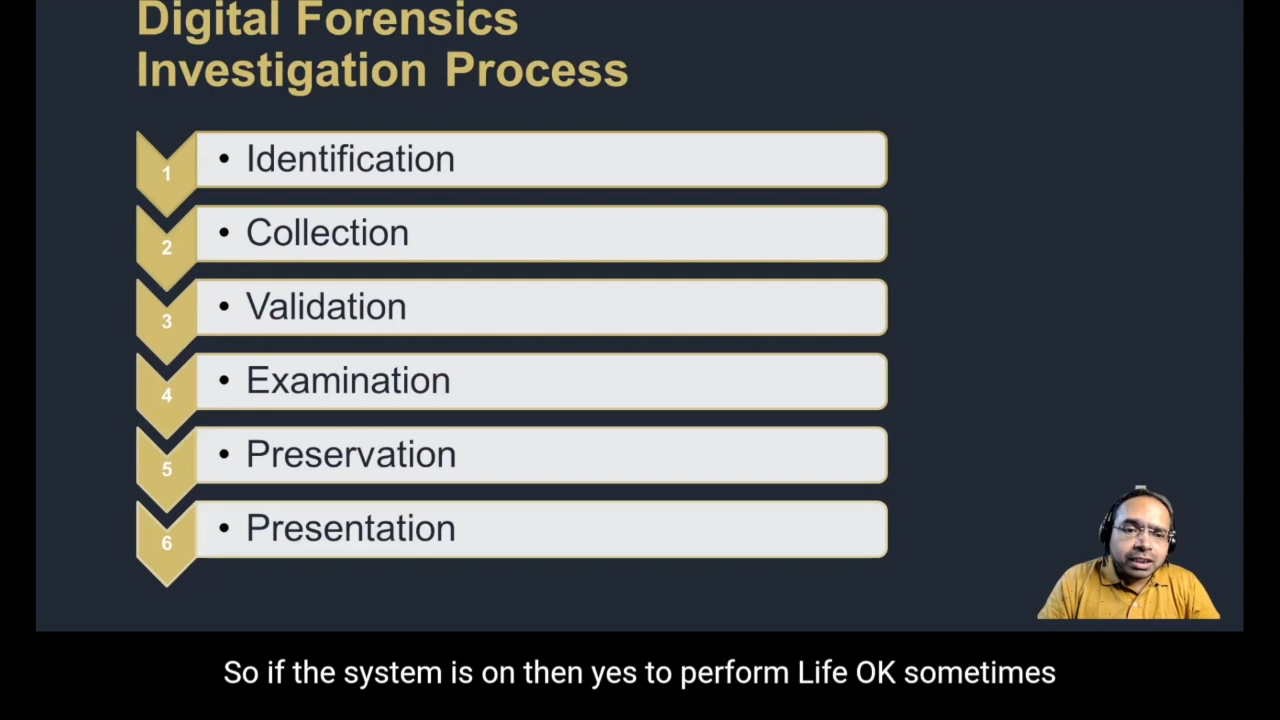 Digital Forensics
Investigation Process
1 • Identification
2 • Collection
3 • Validation
4 • Examination
5 • Preservation
6 • Presentation
So if the system is on then yes to perform Life OK sometimes